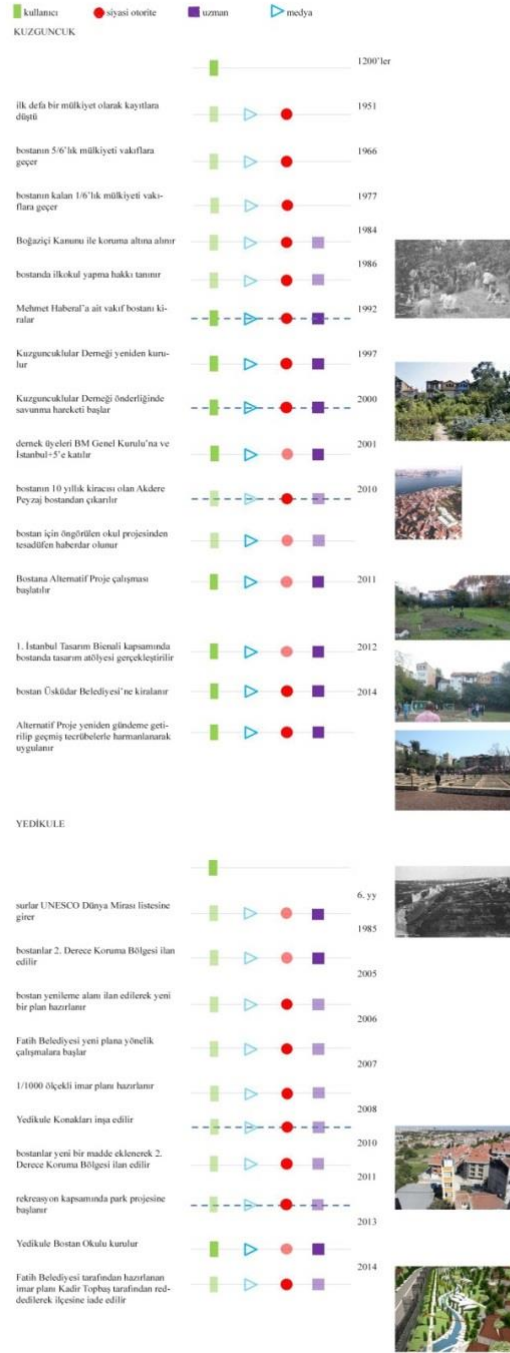 kullanıcı siyasi otorite uzman medya
KUZGUNCUK
1200'ler
ilk defa bir mülkiyet olarak kayıtlara
düştü
1951
bostanın 5/6'lık mülkiyeti vakıflara
geçer
1966
bostanın kalan 1/6'lık mülkiyeti vakı-
flara geçer
1977
Boğaziçi Kanunu ile koruma altına alınır
1984
bostanda ilkokul yapma hakkı tanınır
1986
Mehmet Haberal'a ait vakıf bostanı ki-
ralar
1992
Kuzguncuklular Derneği yeniden kuru-
lur
1997
Kuzguncuklular Derneği önderliğinde
savunma hareketi başlar
2000
dernek üyeleri BM Genel Kurulu'na ve
İstanbul+5'e katılır
2001
bostanın 10 yıllık kiracısı olan Akdere
Peyzaj bostandan çıkarılır
2010
bostan için öngörülen okul projesinden
tesadüfen haberdar olunur
Bostana Alternatif Proje çalışması
başlatılır
2011
1. İstanbul Tasarım Bienali kapsamında
bostanda tasarım atölyesi gerçekleştirilir
2012
bostan Üsküdar Belediyesi'ne kiralanır
2014
Alternatif Proje yeniden gündeme geti-
rilip geçmiş tecrübelerle harmanlanarak
uygulanır
YEDİKULE
6. yy
surlar UNESCO Dünya Mirası listesine
girer
1985
bostanlar 2. Derece Koruma Bölgesi ilan
edilir
2005
bostan yenileme alanı ilan edilerek yeni
bir plan hazırlanır
2006
Fatih Belediyesi yeni plana yönelik
çalışmalara başlar
2007
1/1000 ölçekli imar planı hazırlanır
2008
Yedikule Konakları inşa edilir
2010
bostanlar yeni bir madde eklenerek 2.
Derece Koruma Bölgesi ilan edilir
2011
rekreasyon kapsamında park projesine
başlanır
2013
Yedikule Bostan Okulu kurulur
2014
Fatih Belediyesi tarafından hazırlanan
imar planı Kadir Topbaş tarafından red-
dedilerek ilçesine iade edilir